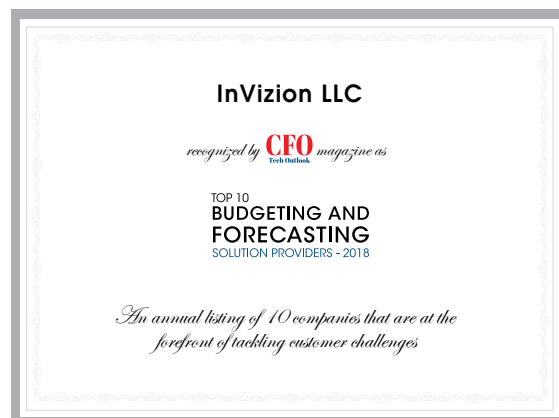 InVizion LLC
recognized by CFO Tech Outlook magazine as
TOP 10
BUDGETING AND
FORECASTING
SOLUTION PROVIDERS - 2018
An annual listing of 10 companies that are at the
forefront of tackling customer challenges